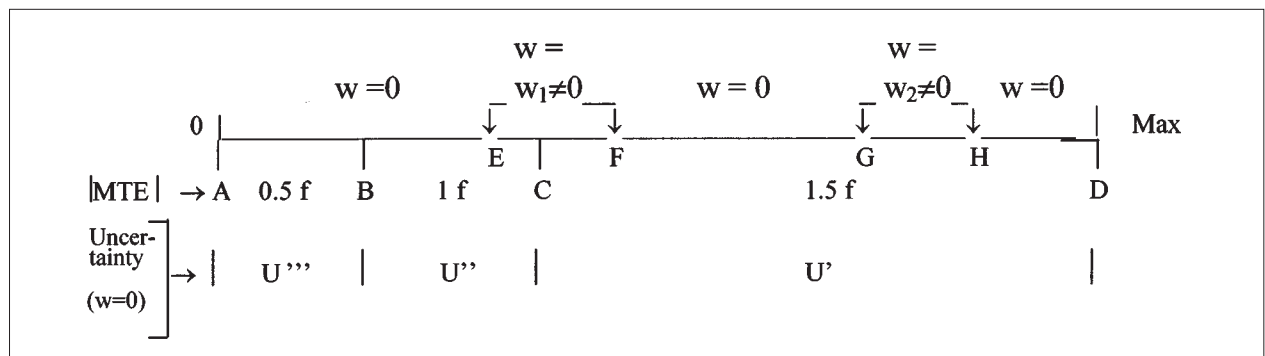 w = w =
w =0 w₁≠0 w = 0 w₂≠0 w =0
0 Max
E F G H
|MTE| → A 0.5 f B 1 f C 1.5 f D
Uncer-
tainty → U''' U'' U'
(w=0)